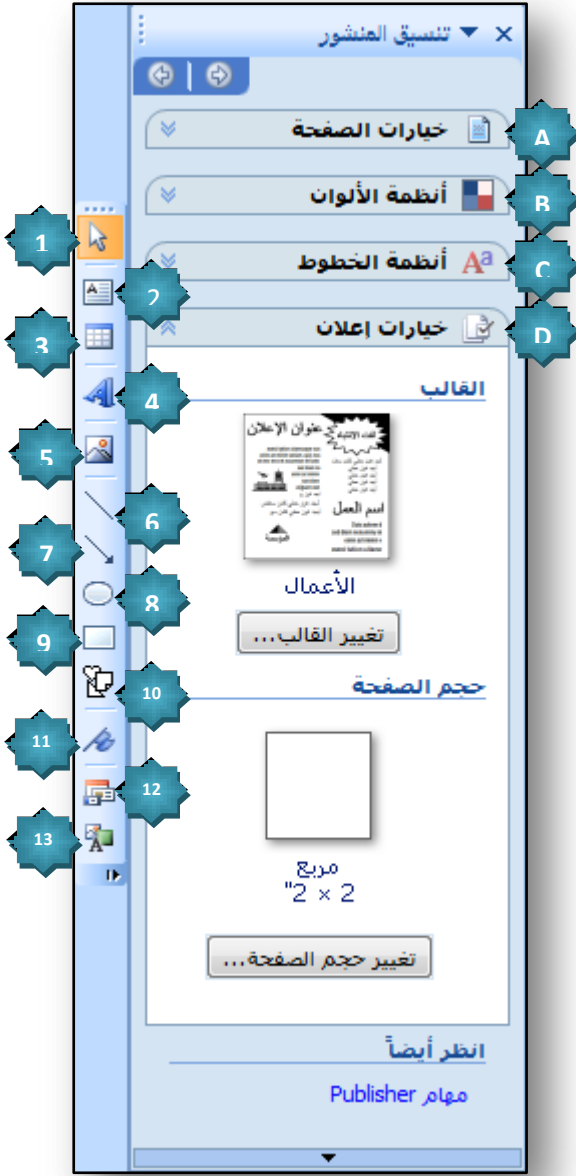 تنسيق المنشور
خيارات الصفحة
A
أنظمة الألوان
B
أنظمة الخطوط
C
خيارات إعلان
D
1
2
3
4
5
6
7
8
9
10
11
12
13
القالب
عنوان الإعلان
اسم العمل
المؤسسة
الأعمال
تغيير القالب...
حجم الصفحة
مربع
2 × 2"
تغيير حجم الصفحة...
انظر أيضاً
مهام Publisher